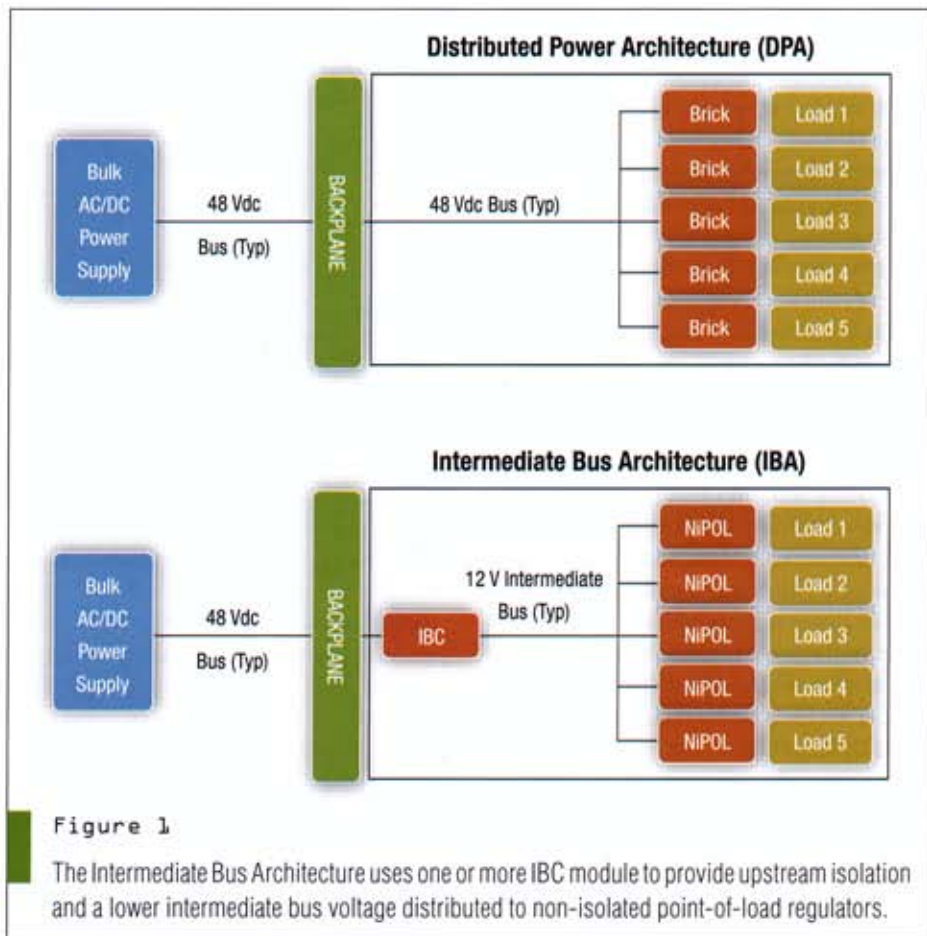 Distributed Power Architecture (DPA)
Bulk
AC/DC
Power
Supply
48 Vdc
Bus (Typ)
BACKPLANE
48 Vdc Bus (Typ)
Brick
Load 1
Brick
Load 2
Brick
Load 3
Brick
Load 4
Brick
Load 5
Intermediate Bus Architecture (IBA)
Bulk
AC/DC
Power
Supply
48 Vdc
Bus (Typ)
BACKPLANE
IBC
12 V Intermediate
Bus (Typ)
NiPOL
Load 1
NiPOL
Load 2
NiPOL
Load 3
NiPOL
Load 4
NiPOL
Load 5
Figure 1
The Intermediate Bus Architecture uses one or more IBC module to provide upstream isolation
and a lower intermediate bus voltage distributed to non-isolated point-of-load regulators.